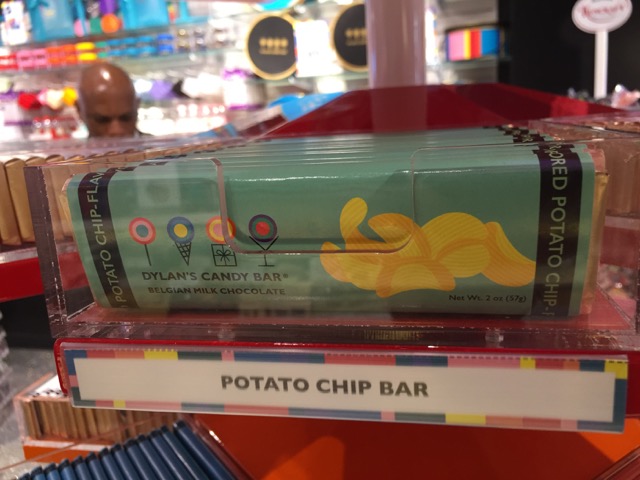 POTATO CHIP-FLA
DYLAN'S CANDY BAR®
BELGIAN MILK CHOCOLATE
Net Wt. 2 oz (57g)
ORED POTATO CHIP-
POTATO CHIP BAR